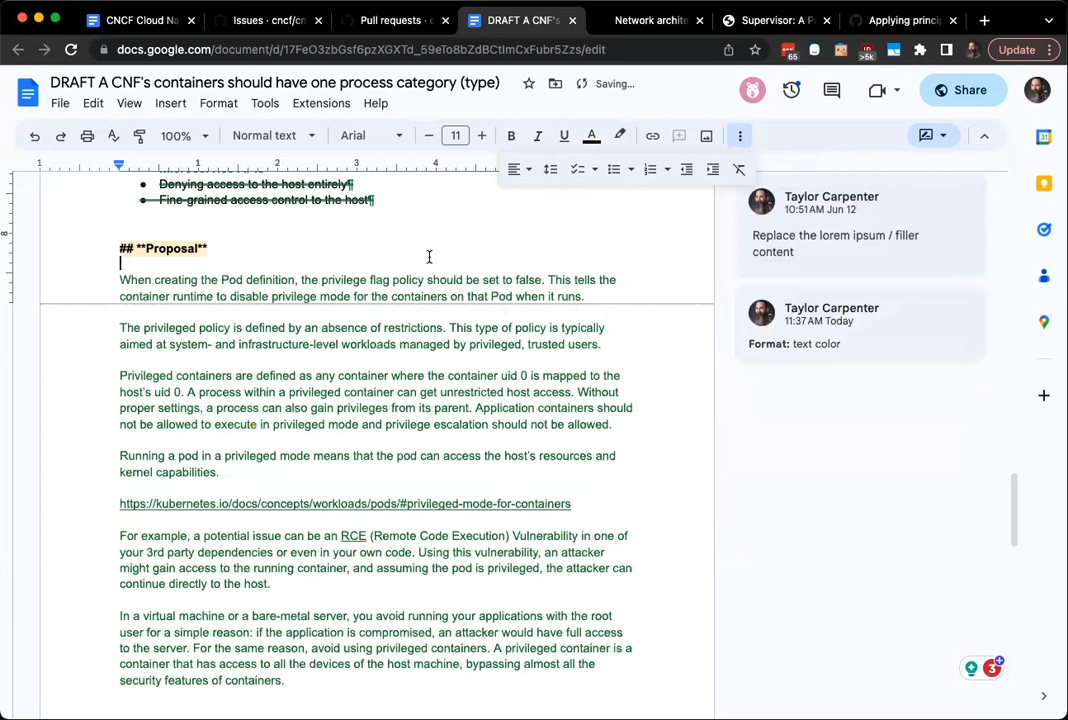 CNCF Cloud Na
Issues · cncf/cn
Pull requests · c
DRAFT A CNF's
Network archite
Supervisor: A P
Applying princip
docs.google.com/document/d/17FeO3zbGsf6pzXGXTd_59eTo8bZdBCtImCxFubr5Zzs/edit
65
>5k
Update
DRAFT A CNF's containers should have one process category (type)
Saving...
Share
File Edit View Insert Format Tools Extensions Help
100% Normal text Arial 11 B I U A
1 1 2 3 4
8
Denying access to the host entirely¶
Fine-grained access control to the host¶
## **Proposal**
When creating the Pod definition, the privilege flag policy should be set to false. This tells the
container runtime to disable privilege mode for the containers on that Pod when it runs.
The privileged policy is defined by an absence of restrictions. This type of policy is typically
aimed at system- and infrastructure-level workloads managed by privileged, trusted users.
Privileged containers are defined as any container where the container uid 0 is mapped to the
host's uid 0. A process within a privileged container can get unrestricted host access. Without
proper settings, a process can also gain privileges from its parent. Application containers should
not be allowed to execute in privileged mode and privilege escalation should not be allowed.
Running a pod in a privileged mode means that the pod can access the host's resources and
kernel capabilities.
https://kubernetes.io/docs/concepts/workloads/pods/#privileged-mode-for-containers
For example, a potential issue can be an RCE (Remote Code Execution) Vulnerability in one of
your 3rd party dependencies or even in your own code. Using this vulnerability, an attacker
might gain access to the running container, and assuming the pod is privileged, the attacker can
continue directly to the host.
In a virtual machine or a bare-metal server, you avoid running your applications with the root
user for a simple reason: if the application is compromised, an attacker would have full access
to the server. For the same reason, avoid using privileged containers. A privileged container is a
container that has access to all the devices of the host machine, bypassing almost all the
security features of containers.
Taylor Carpenter
10:51 AM Jun 12
Replace the lorem ipsum / filler
content
Taylor Carpenter
11:37 AM Today
Format: text color
3